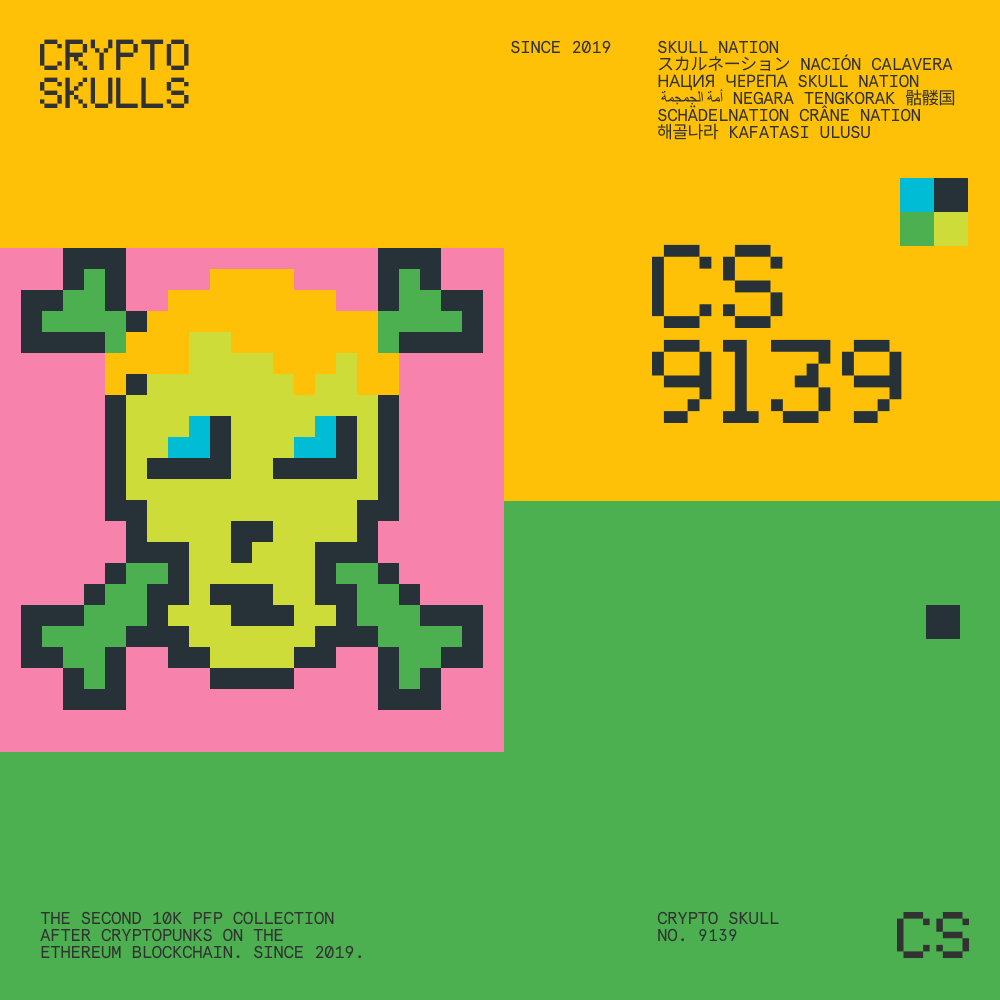 CRYPTO
SKULLS
SINCE 2019
SKULL NATION
スカルネーション NACIÓN CALAVERA
НАЦИЯ ЧЕРЕПА SKULL NATION
أمة الجمجمة NEGARA TENGKORAK 骷髅国
SCHÄDELNATION CRÂNE NATION
해골나라 KAFATASI ULUSU
CS
9139
THE SECOND 10K PFP COLLECTION
AFTER CRYPTOPUNKS ON THE
ETHEREUM BLOCKCHAIN. SINCE 2019.
CRYPTO SKULL
NO. 9139
CS